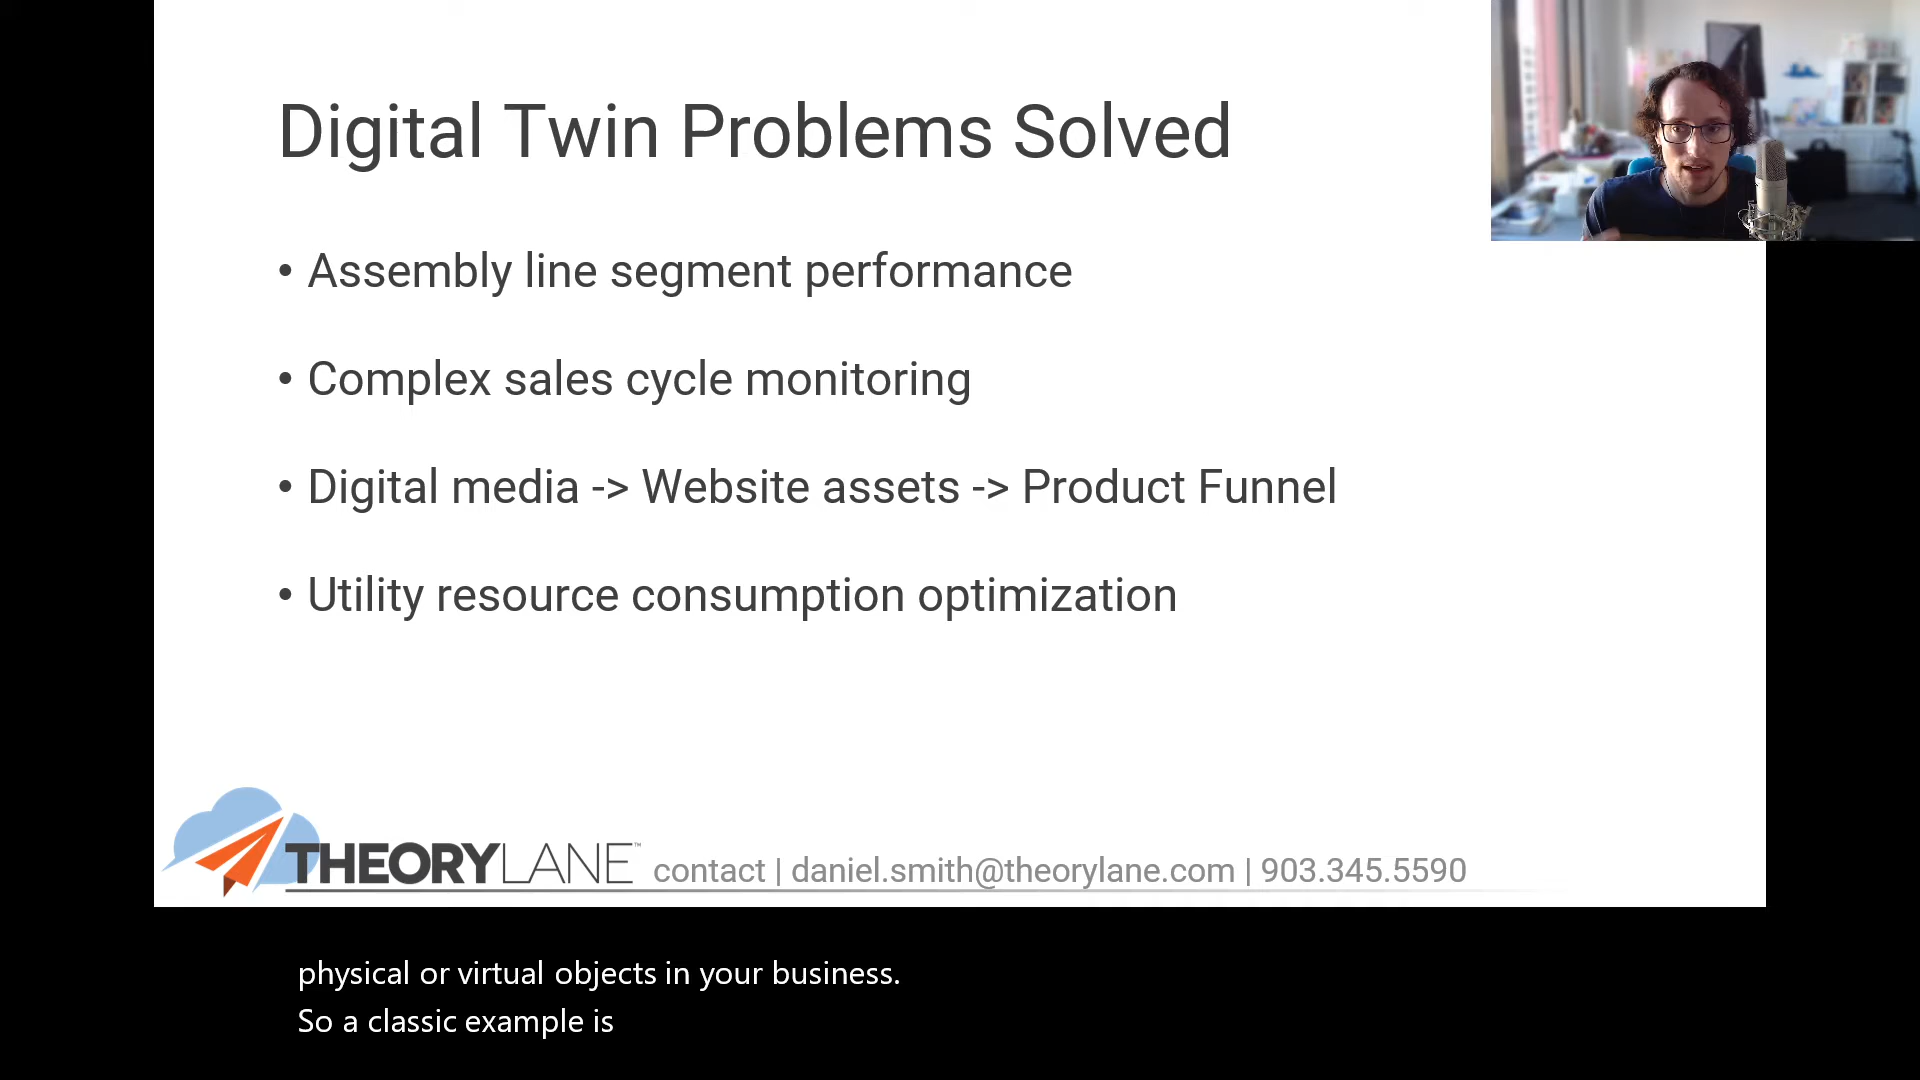 Digital Twin Problems Solved
• Assembly line segment performance
• Complex sales cycle monitoring
• Digital media -> Website assets -> Product Funnel
• Utility resource consumption optimization
THEORYLANE™ contact | daniel.smith@theorylane.com | 903.345.5590
physical or virtual objects in your business.
So a classic example is